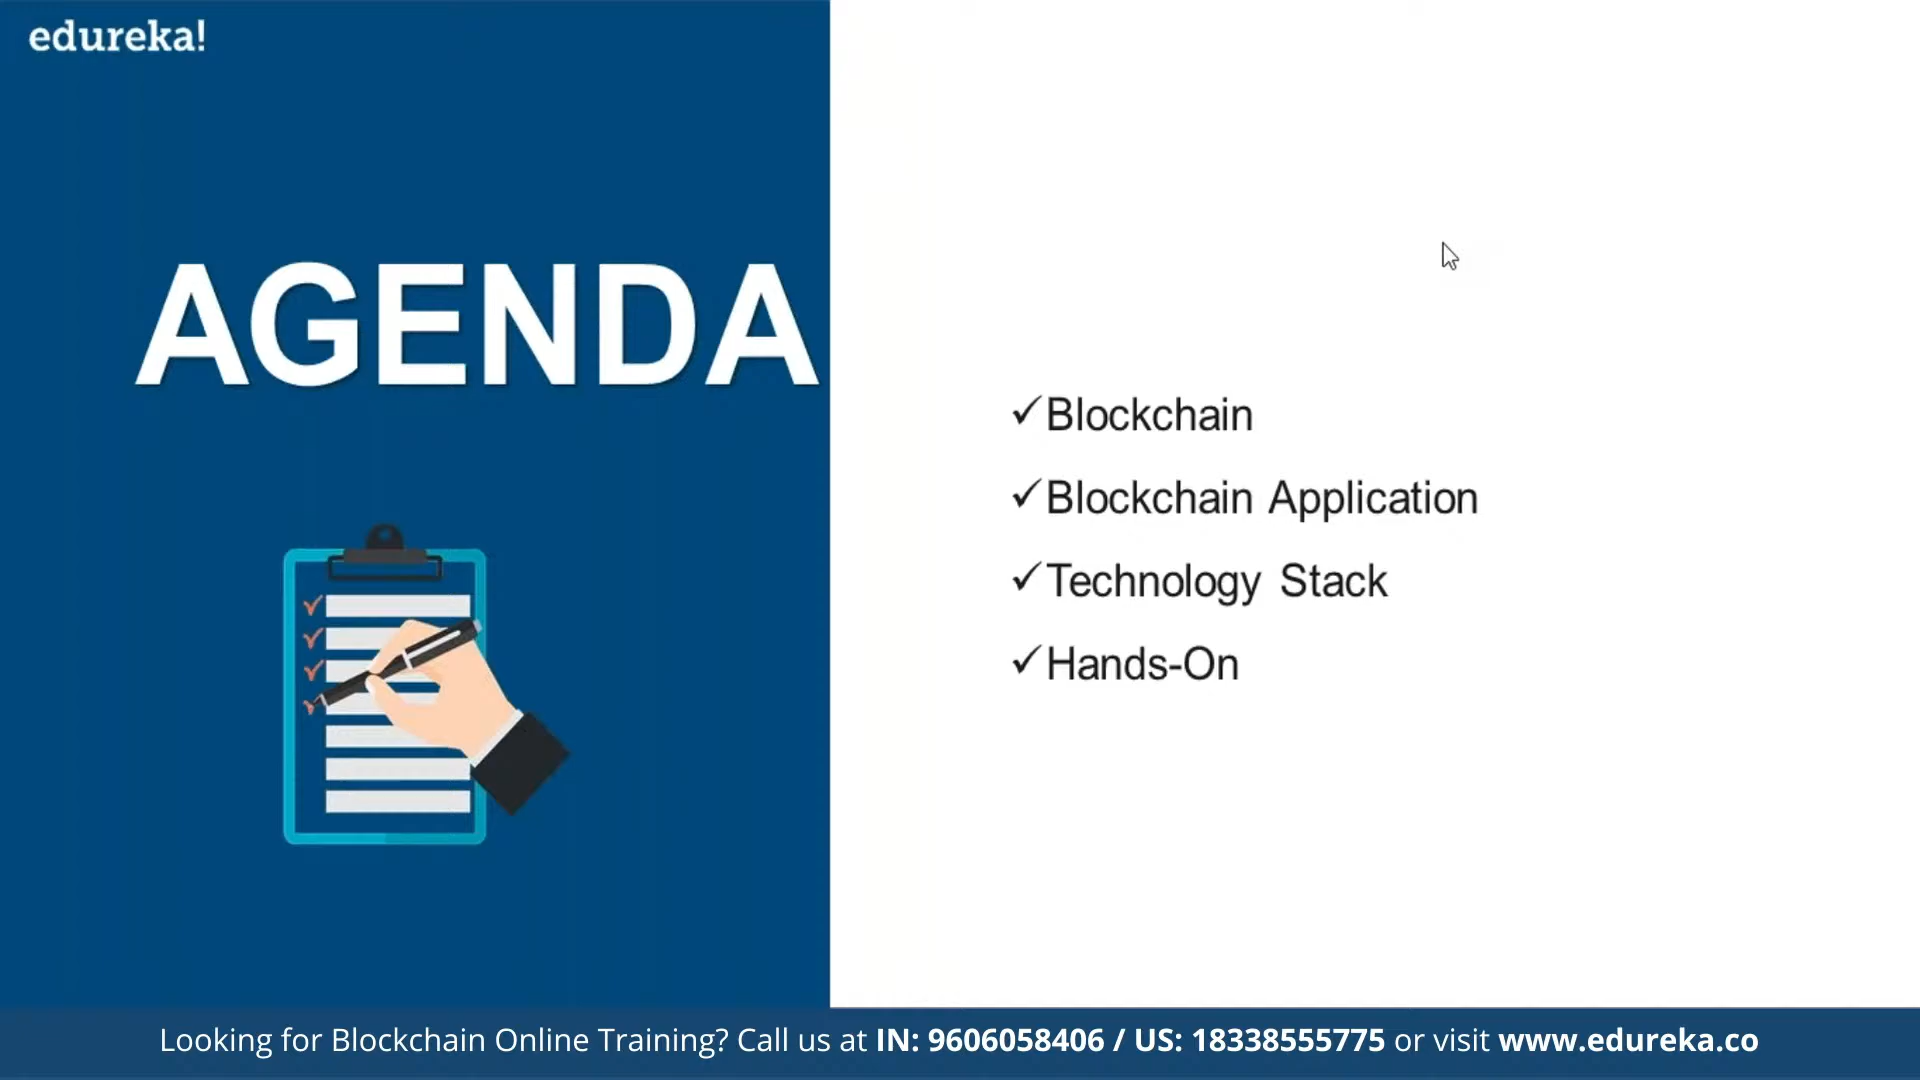 edureka!
AGENDA
✓Blockchain
✓Blockchain Application
✓Technology Stack
✓Hands-On
Looking for Blockchain Online Training? Call us at IN: 9606058406 / US: 18338555775 or visit www.edureka.co